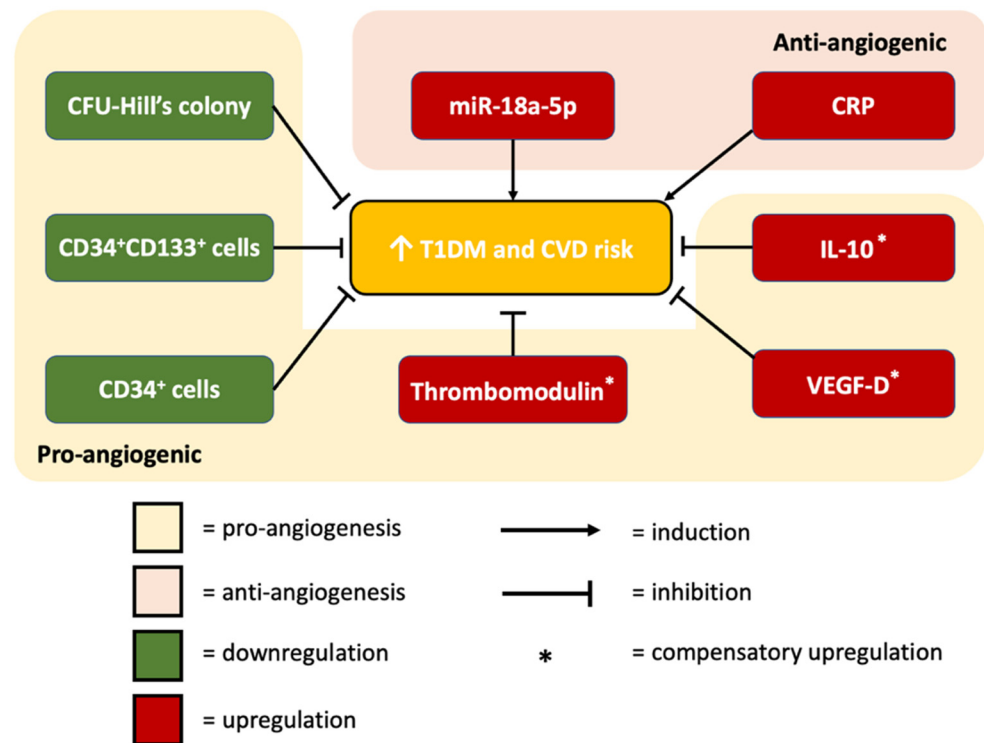 Anti-angiogenic
CFU-Hill's colony
miR-18a-5p
CRP
CD34⁺CD133⁺ cells
↑ T1DM and CVD risk
IL-10*
CD34⁺ cells
Thrombomodulin*
VEGF-D*
Pro-angiogenic
= pro-angiogenesis
= induction
= anti-angiogenesis
= inhibition
= downregulation
* = compensatory upregulation
= upregulation